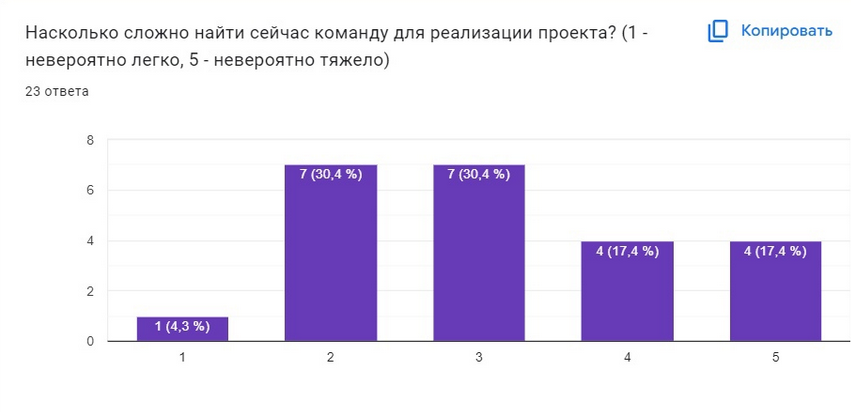 Насколько сложно найти сейчас команду для реализации проекта? (1 -
невероятно легко, 5 - невероятно тяжело)
Копировать
23 ответа
8
6
4
2
0
1 (4,3 %)
7 (30,4 %)
7 (30,4 %)
4 (17,4 %)
4 (17,4 %)
1
2
3
4
5